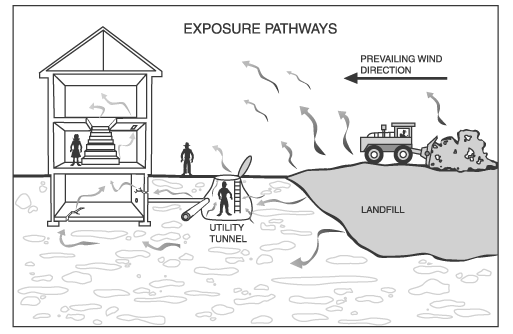 EXPOSURE PATHWAYS
PREVAILING WIND
DIRECTION
LANDFILL
UTILITY
TUNNEL